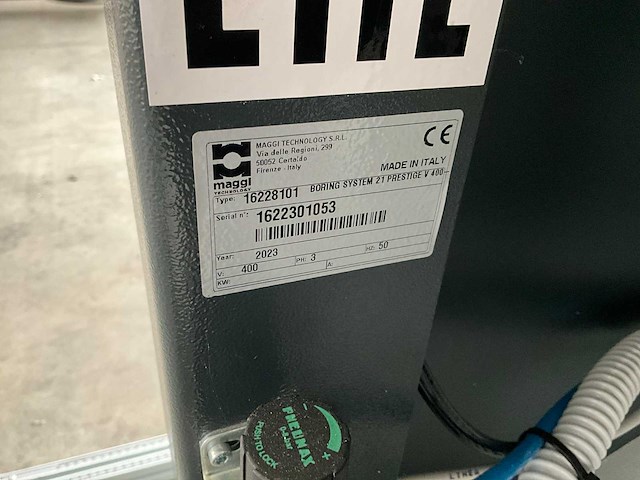 MAGGI TECHNOLOGY S.R.L.
Via delle Regioni, 299
50052 Certaldo
Firenze - Italy
CE
MADE IN ITALY
maggi
TECHNOLOGY
Type: 16228101 BORING SYSTEM 21 PRESTIGE V 400
Serial n°: 1622301053
Year: 2023
V: 400 PH: 3 A: HZ: 50
KW:
- +
PNEUMAX
PUSH TO LOCK